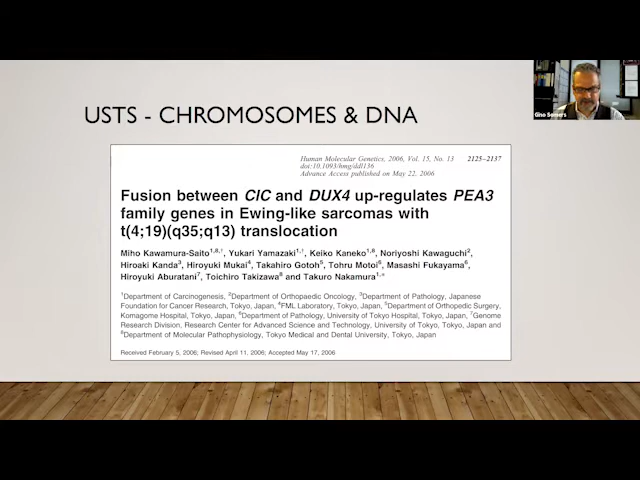 Gino Somers
USTS - CHROMOSOMES & DNA
Human Molecular Genetics, 2006, Vol. 15, No. 13 2125–2137
doi:10.1093/hmg/ddl136
Advance Access published on May 22, 2006
Fusion between CIC and DUX4 up-regulates PEA3
family genes in Ewing-like sarcomas with
t(4;19)(q35;q13) translocation
Miho Kawamura-Saito1,8,†, Yukari Yamazaki1,†, Keiko Kaneko1,8, Noriyoshi Kawaguchi2,
Hiroaki Kanda3, Hiroyuki Mukai4, Takahiro Gotoh5, Tohru Motoi6, Masashi Fukayama6,
Hiroyuki Aburatani7, Toichiro Takizawa8 and Takuro Nakamura1,*
1Department of Carcinogenesis, 2Department of Orthopaedic Oncology, 3Department of Pathology, Japanese
Foundation for Cancer Research, Tokyo, Japan, 4FML Laboratory, Tokyo, Japan, 5Department of Orthopedic Surgery,
Komagome Hospital, Tokyo, Japan, 6Department of Pathology, University of Tokyo Hospital, Tokyo, Japan, 7Genome
Research Division, Research Center for Advanced Science and Technology, University of Tokyo, Tokyo, Japan and
8Department of Molecular Pathophysiology, Tokyo Medical and Dental University, Tokyo, Japan
Received February 5, 2006; Revised April 11, 2006; Accepted May 17, 2006